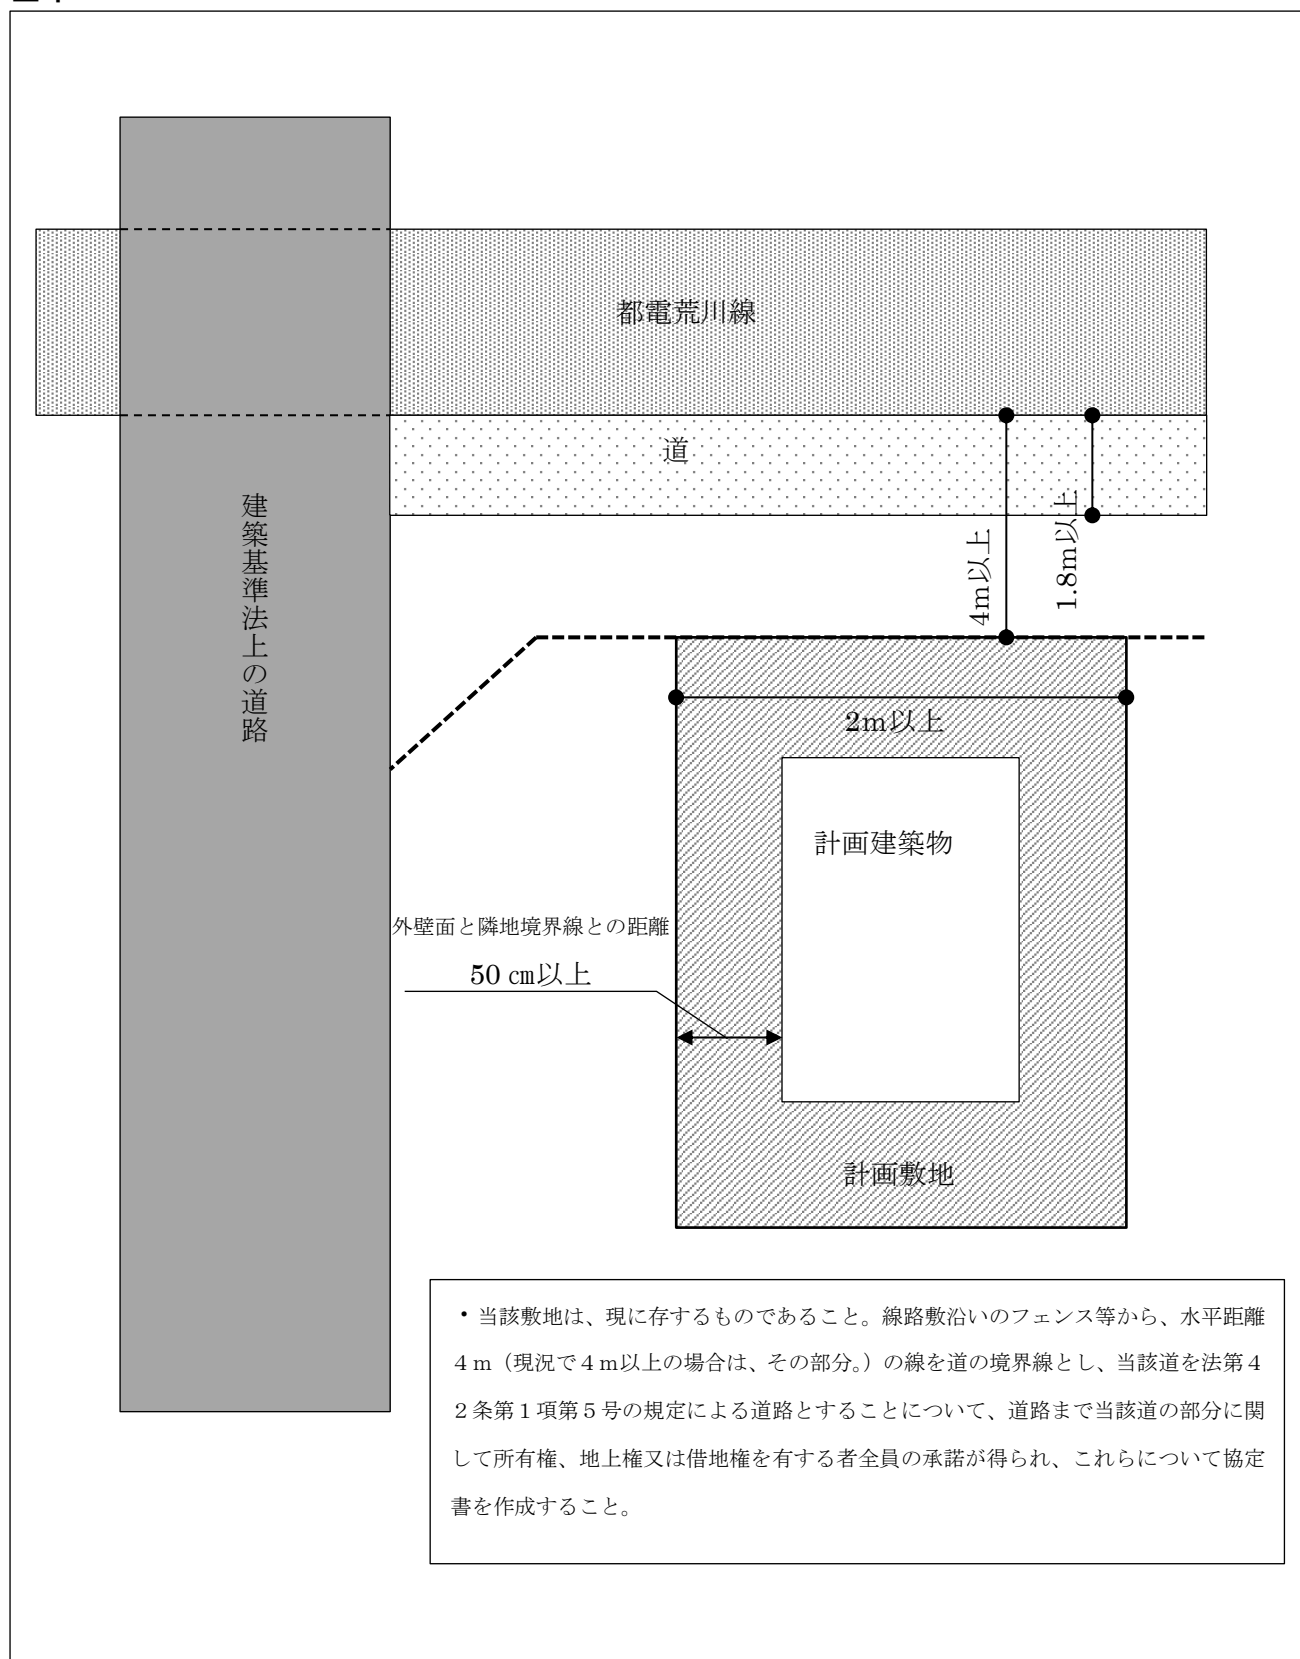 都電荒川線
道
建築基準法上の道路
4m以上
1.8m以上
2m以上
計画建築物
外壁面と隣地境界線との距離
50 ㎝以上
計画敷地
・当該敷地は、現に存するものであること。線路敷沿いのフェンス等から、水平距離
４ｍ（現況で４ｍ以上の場合は、その部分。）の線を道の境界線とし、当該道を法第４
２条第１項第５号の規定による道路とすることについて、道路まで当該道の部分に関
して所有権、地上権又は借地権を有する者全員の承諾が得られ、これらについて協定
書を作成すること。